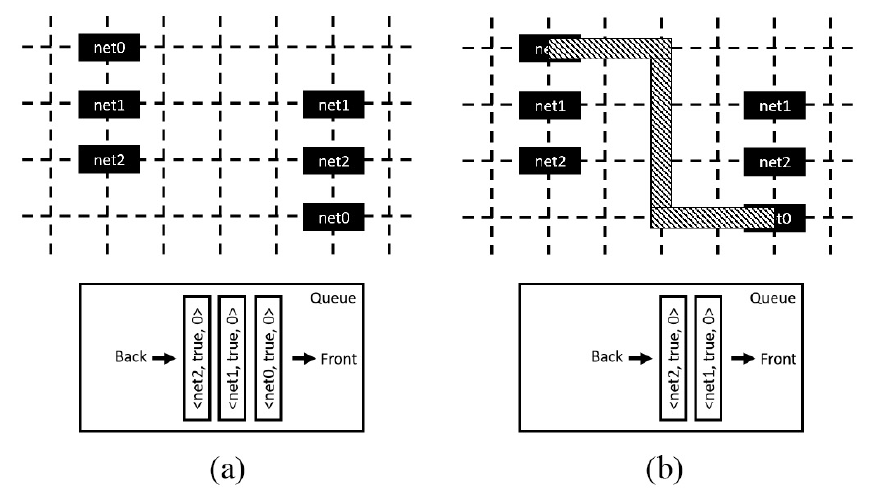 net0
net1 net1
net2 net2
net0
Queue
Back
<net2, true, 0>
<net1, true, 0>
<net0, true, 0>
Front
(a)
ne
net1 net1
net2 net2
t0
Queue
Back
<net2, true, 0>
<net1, true, 0>
Front
(b)